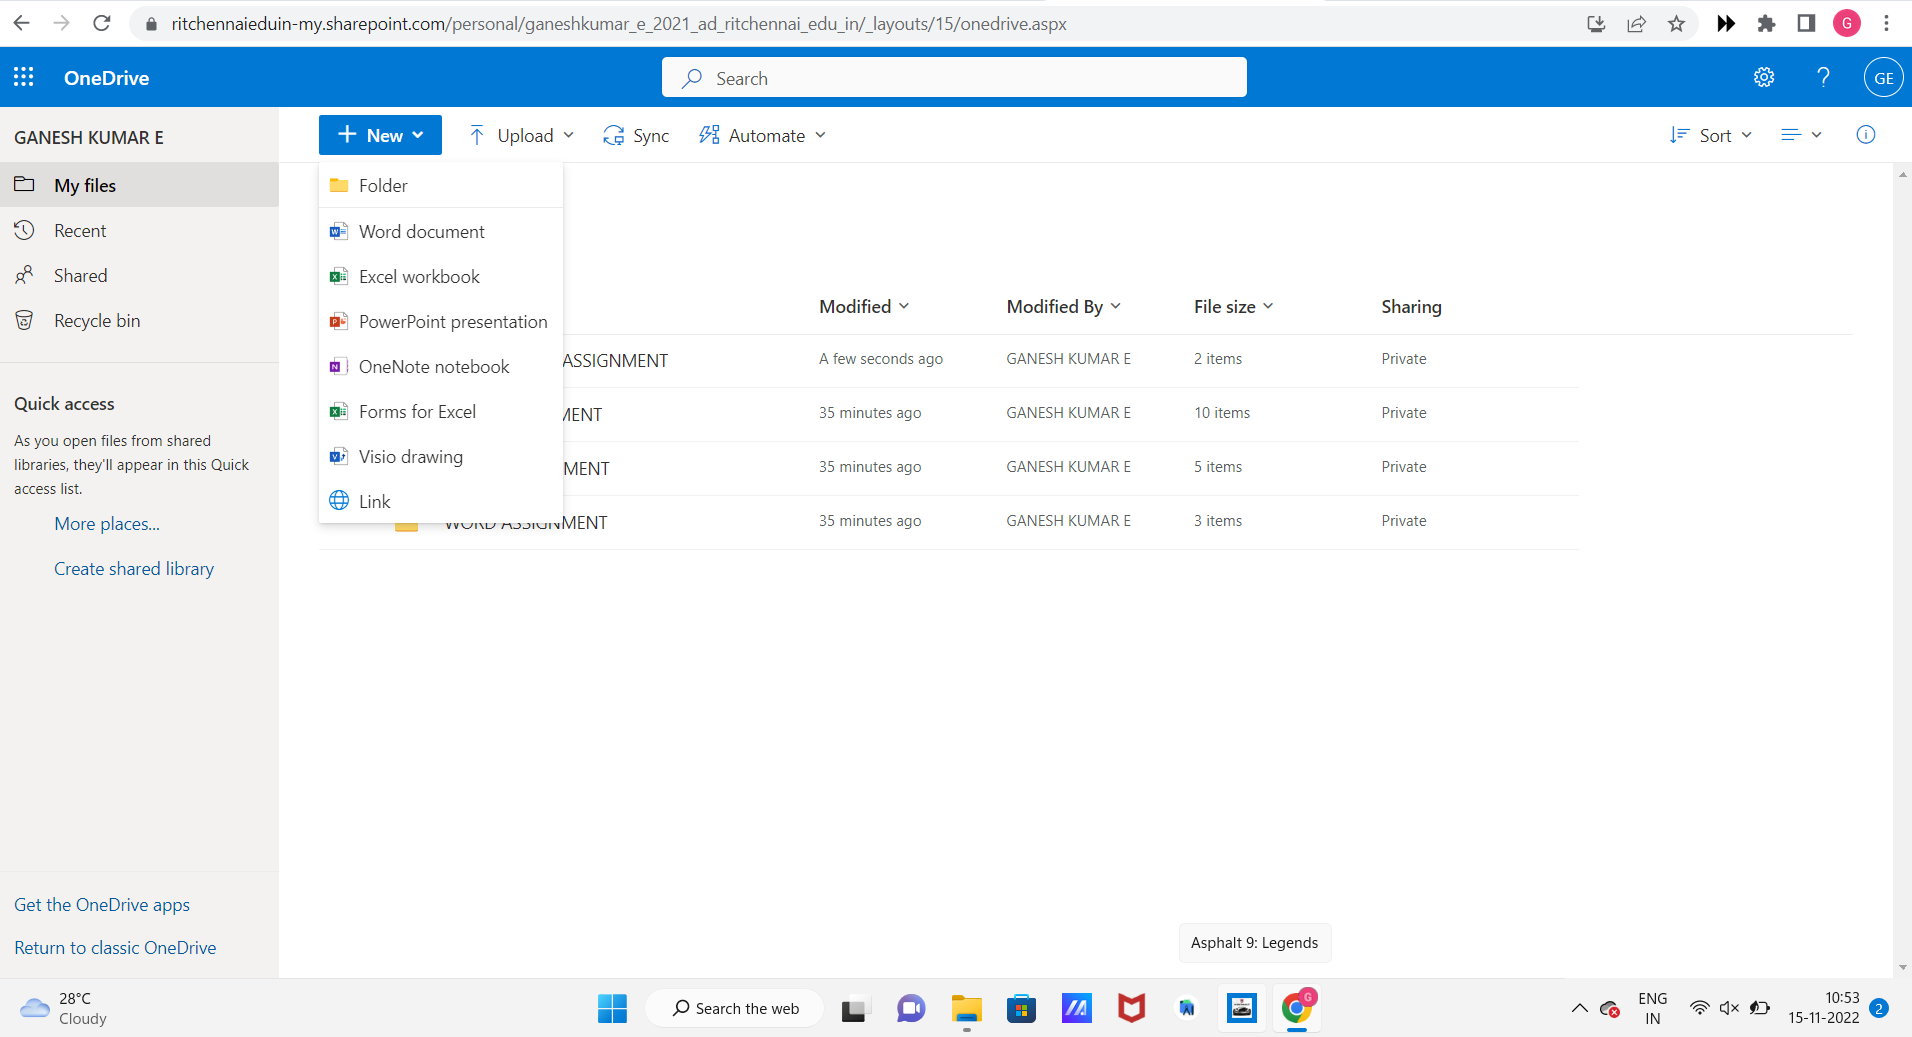 ritchennaieduin-my.sharepoint.com/personal/ganeshkumar_e_2021_ad_ritchennai_edu_in/_layouts/15/onedrive.aspx
G
OneDrive
Search
GE
GANESH KUMAR E
New
Upload
Sync
Automate
Sort
My files
Recent
Shared
Recycle bin
Quick access
As you open files from shared
libraries, they'll appear in this Quick
access list.
More places...
Create shared library
Get the OneDrive apps
Return to classic OneDrive
Folder
Word document
Excel workbook
PowerPoint presentation
OneNote notebook
Forms for Excel
Visio drawing
Link
Modified Modified By File size Sharing
ASSIGNMENT A few seconds ago GANESH KUMAR E 2 items Private
MENT 35 minutes ago GANESH KUMAR E 10 items Private
MENT 35 minutes ago GANESH KUMAR E 5 items Private
WORD ASSIGNMENT 35 minutes ago GANESH KUMAR E 3 items Private
Asphalt 9: Legends
28°C
Cloudy
Search the web
G
ENG
IN
10:53
15-11-2022
2